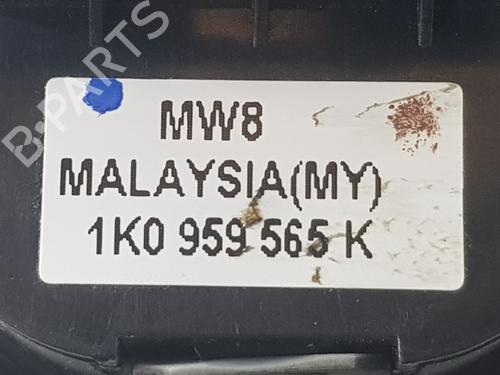 B-PARTS
MW8
MALAYSIA(MY)
1K0 959 565 K